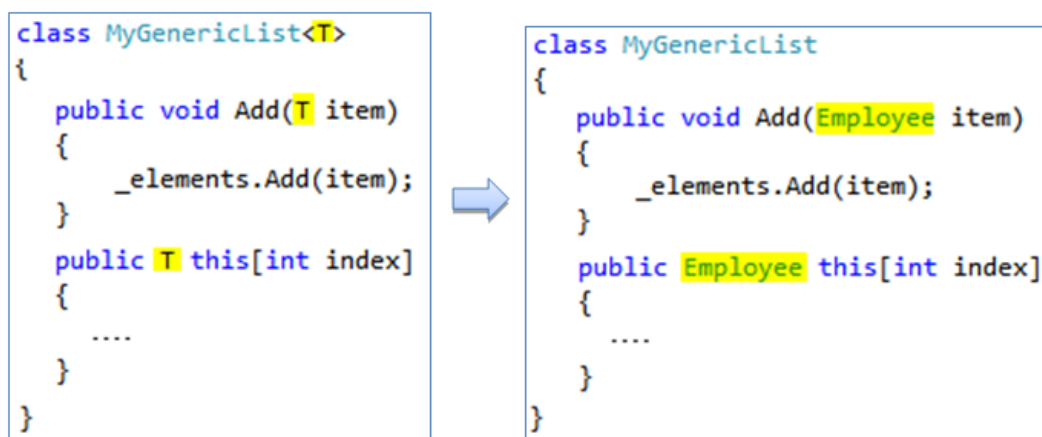 class MyGenericList<T>
{
public void Add(T item)
{
_elements.Add(item);
}
public T this[int index]
{
....
}
}
class MyGenericList
{
public void Add(Employee item)
{
_elements.Add(item);
}
public Employee this[int index]
{
....
}
}